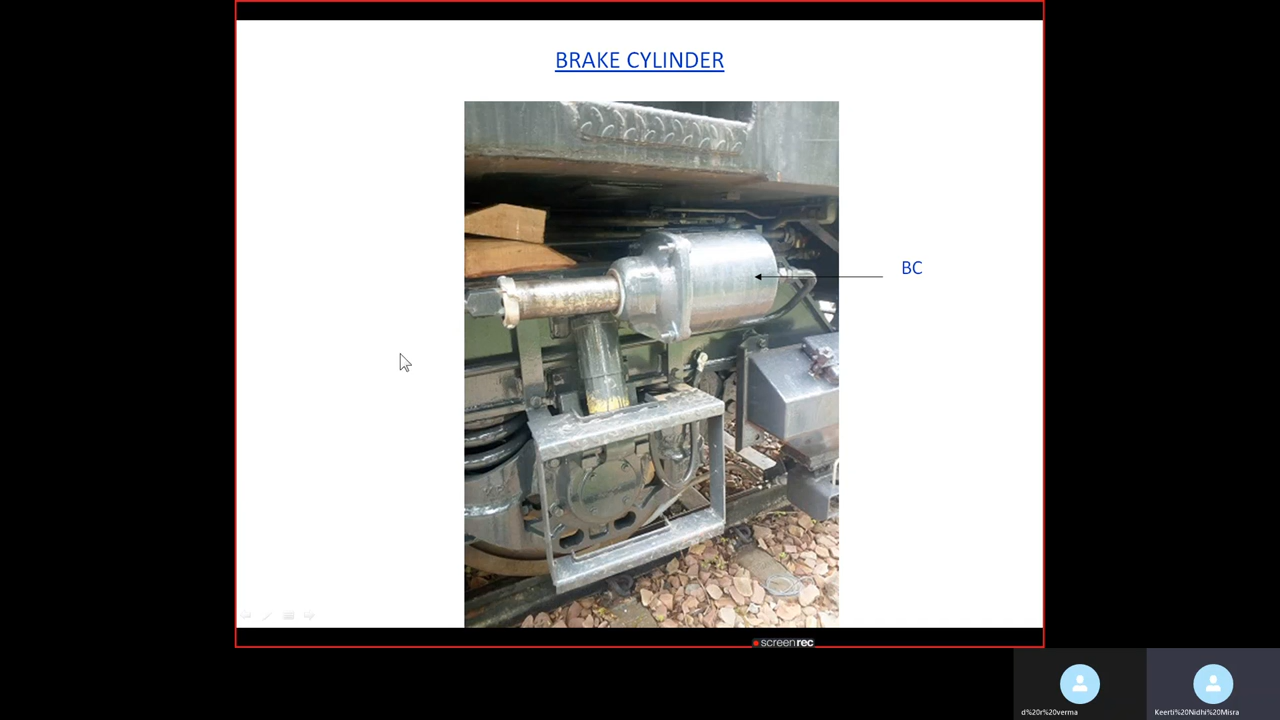 BRAKE CYLINDER
BC
screenrec
d%20r%20verma
Keerti%20Nidhi%20Misra